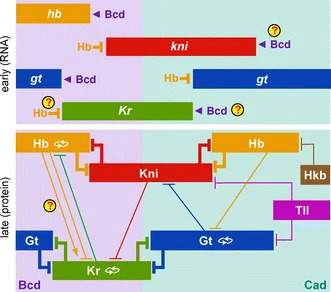 early (RNA)
hb Bcd
?
Hb kni Bcd
gt Bcd Hb gt
Hb ? Kr Bcd ?
late (protein)
Hb Hb
Kni Hkb
?
Tll
Gt Gt
Kr
Bcd Cad